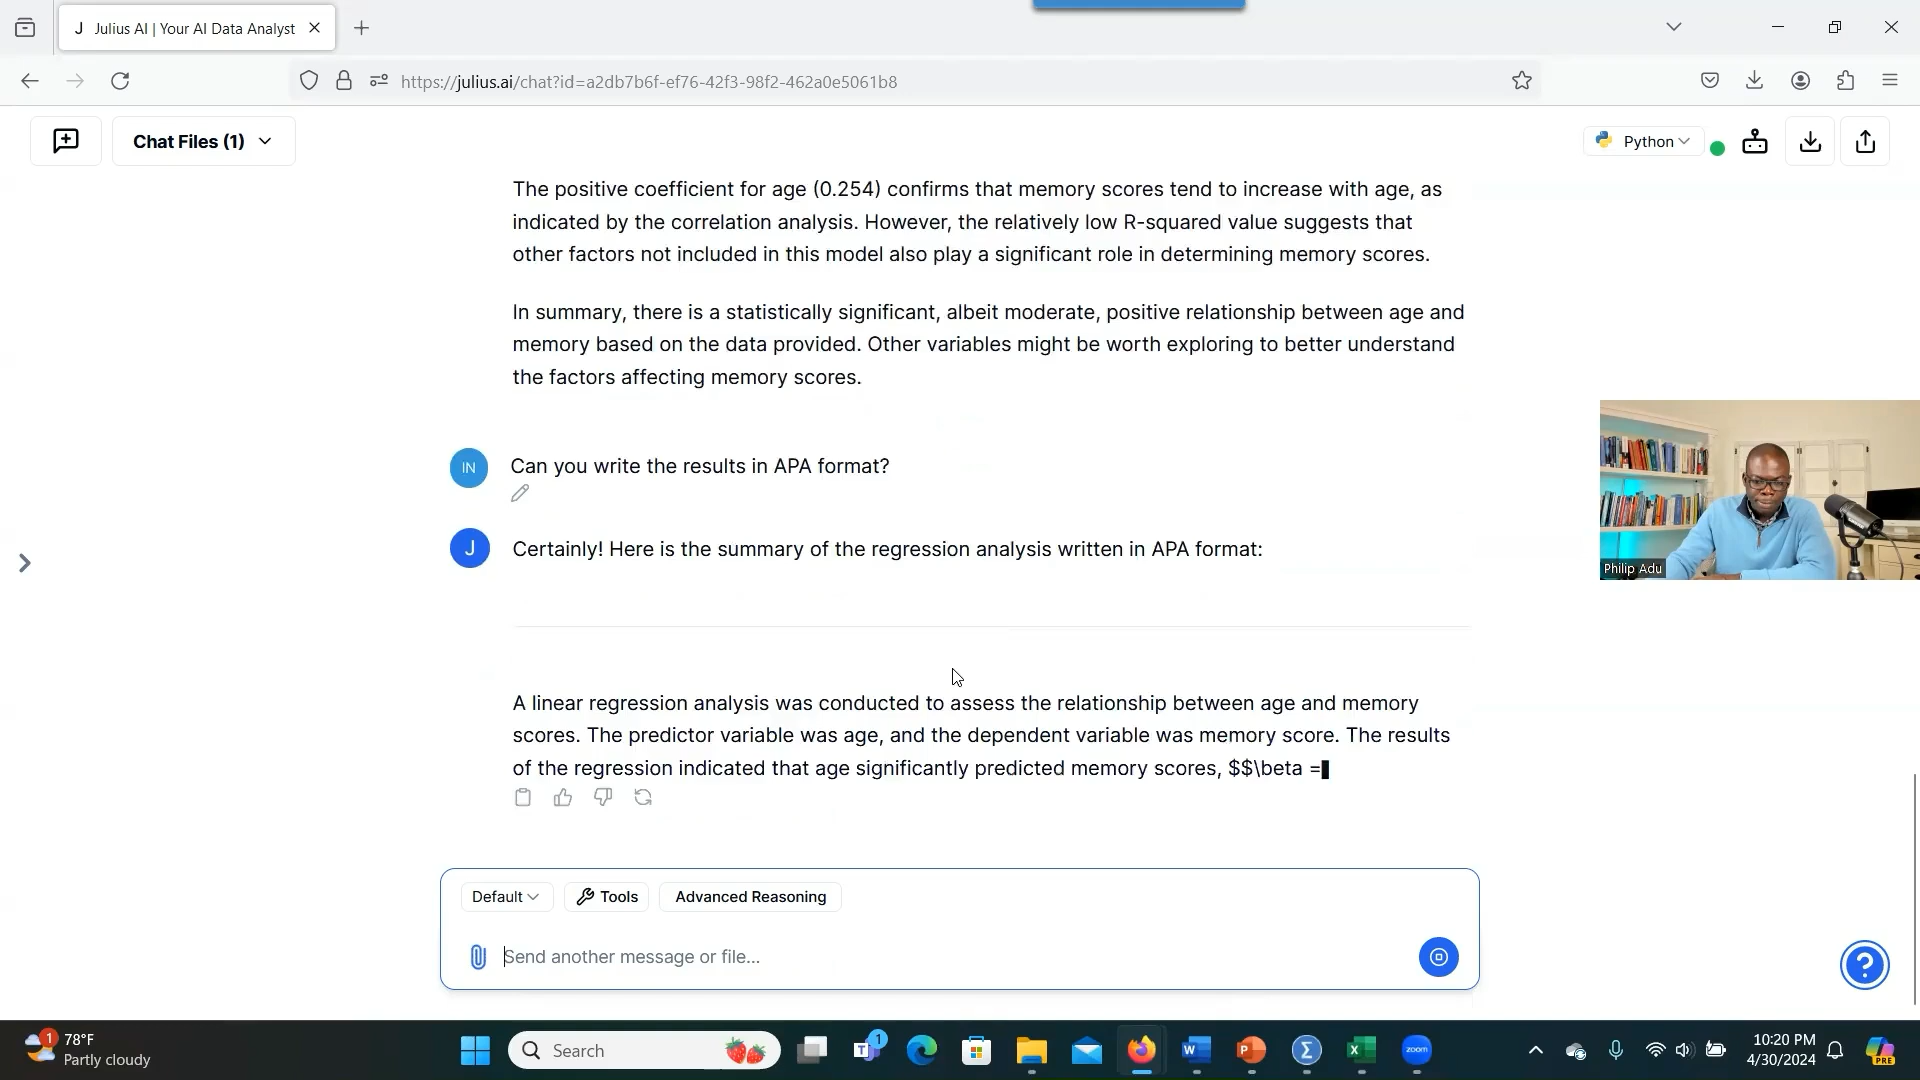 J Julius AI | Your AI Data Analyst
https://julius.ai/chat?id=a2db7b6f-ef76-42f3-98f2-462a0e5061b8
Chat Files (1)
Python
The positive coefficient for age (0.254) confirms that memory scores tend to increase with age, as
indicated by the correlation analysis. However, the relatively low R-squared value suggests that
other factors not included in this model also play a significant role in determining memory scores.
In summary, there is a statistically significant, albeit moderate, positive relationship between age and
memory based on the data provided. Other variables might be worth exploring to better understand
the factors affecting memory scores.
IN
Can you write the results in APA format?
J
Certainly! Here is the summary of the regression analysis written in APA format:
Philip Adu
A linear regression analysis was conducted to assess the relationship between age and memory
scores. The predictor variable was age, and the dependent variable was memory score. The results
of the regression indicated that age significantly predicted memory scores, $$\beta =
Default
Tools
Advanced Reasoning
Send another message or file...
?
1
78°F
Partly cloudy
Search
T
1
W
P
Σ
X
zoom
10:20 PM
4/30/2024
PRE